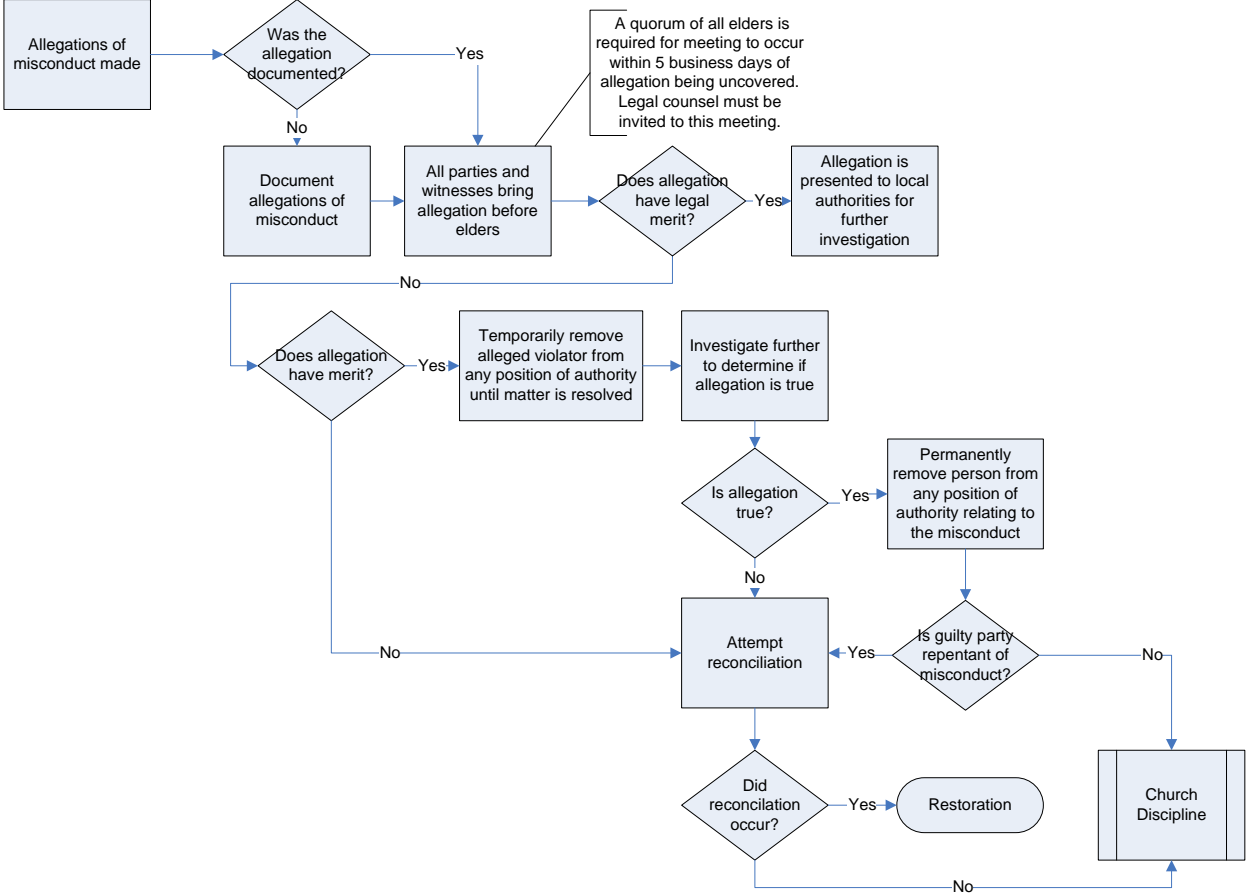 Allegations of
misconduct made
Was the
allegation
documented?
Yes
A quorum of all elders is
required for meeting to occur
within 5 business days of
allegation being uncovered.
Legal counsel must be
invited to this meeting.
No
Document
allegations of
misconduct
All parties and
witnesses bring
allegation before
elders
Does allegation
have legal
merit?
Yes
Allegation is
presented to local
authorities for
further
investigation
No
Does allegation
have merit?
Yes
Temporarily remove
alleged violator from
any position of authority
until matter is resolved
Investigate further
to determine if
allegation is true
Is allegation
true?
Yes
Permanently
remove person from
any position of
authority relating to
the misconduct
No
No
Attempt
reconciliation
Yes
Is guilty party
repentant of
misconduct?
No
Did
reconcilation
occur?
Yes
Restoration
Church
Discipline
No